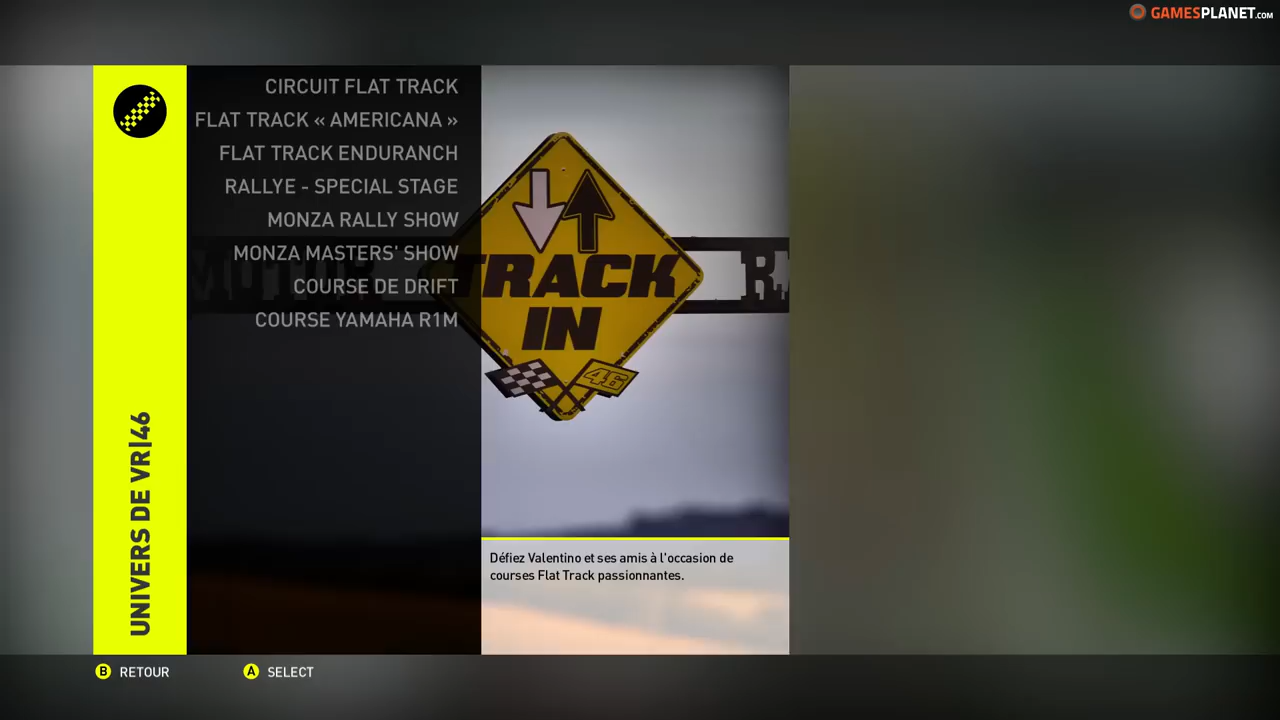 GAMESPLANET.COM
CIRCUIT FLAT TRACK
FLAT TRACK « AMERICANA »
FLAT TRACK ENDURANCH
RALLYE - SPECIAL STAGE
MONZA RALLY SHOW
MONZA MASTERS' SHOW
COURSE DE DRIFT
COURSE YAMAHA R1M
UNIVERS DE VR|46
MOTOR
R
TRACK
IN
46
Défiez Valentino et ses amis à l'occasion de
courses Flat Track passionnantes.
B RETOUR
A SELECT